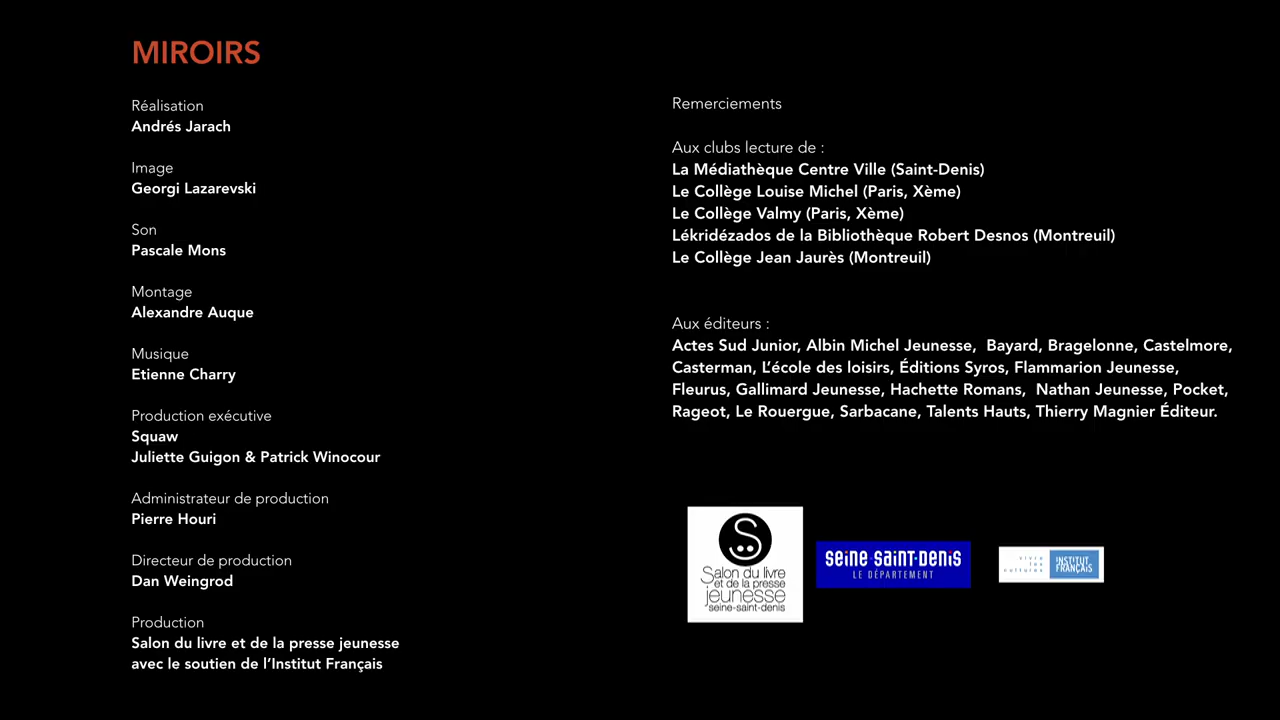 MIROIRS
Réalisation
Andrés Jarach
Image
Georgi Lazarevski
Son
Pascale Mons
Montage
Alexandre Auque
Musique
Etienne Charry
Production exécutive
Squaw
Juliette Guigon & Patrick Winocour
Administrateur de production
Pierre Houri
Directeur de production
Dan Weingrod
Production
Salon du livre et de la presse jeunesse
avec le soutien de l'Institut Français
Remerciements
Aux clubs lecture de :
La Médiathèque Centre Ville (Saint-Denis)
Le Collège Louise Michel (Paris, Xème)
Le Collège Valmy (Paris, Xème)
Lékridézados de la Bibliothèque Robert Desnos (Montreuil)
Le Collège Jean Jaurès (Montreuil)
Aux éditeurs :
Actes Sud Junior, Albin Michel Jeunesse,  Bayard, Bragelonne, Castelmore,
Casterman, L'école des loisirs, Éditions Syros, Flammarion Jeunesse,
Fleurus, Gallimard Jeunesse, Hachette Romans,  Nathan Jeunesse, Pocket,
Rageot, Le Rouergue, Sarbacane, Talents Hauts, Thierry Magnier Éditeur.
S
Salon du livre
et de la presse
jeunesse
seine-saint-denis
seine-saint-denis
LE DÉPARTEMENT
vivre
les
cultures
INSTITUT
FRANÇAIS